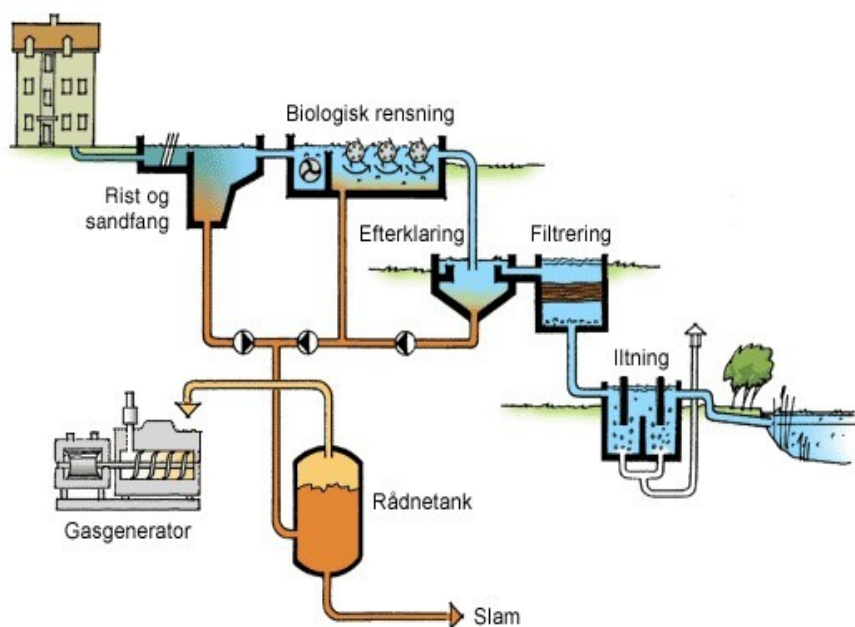 Biologisk rensning
Rist og
sandfang
Efterklaring
Filtrering
Iltning
Gasgenerator
Rådnetank
Slam